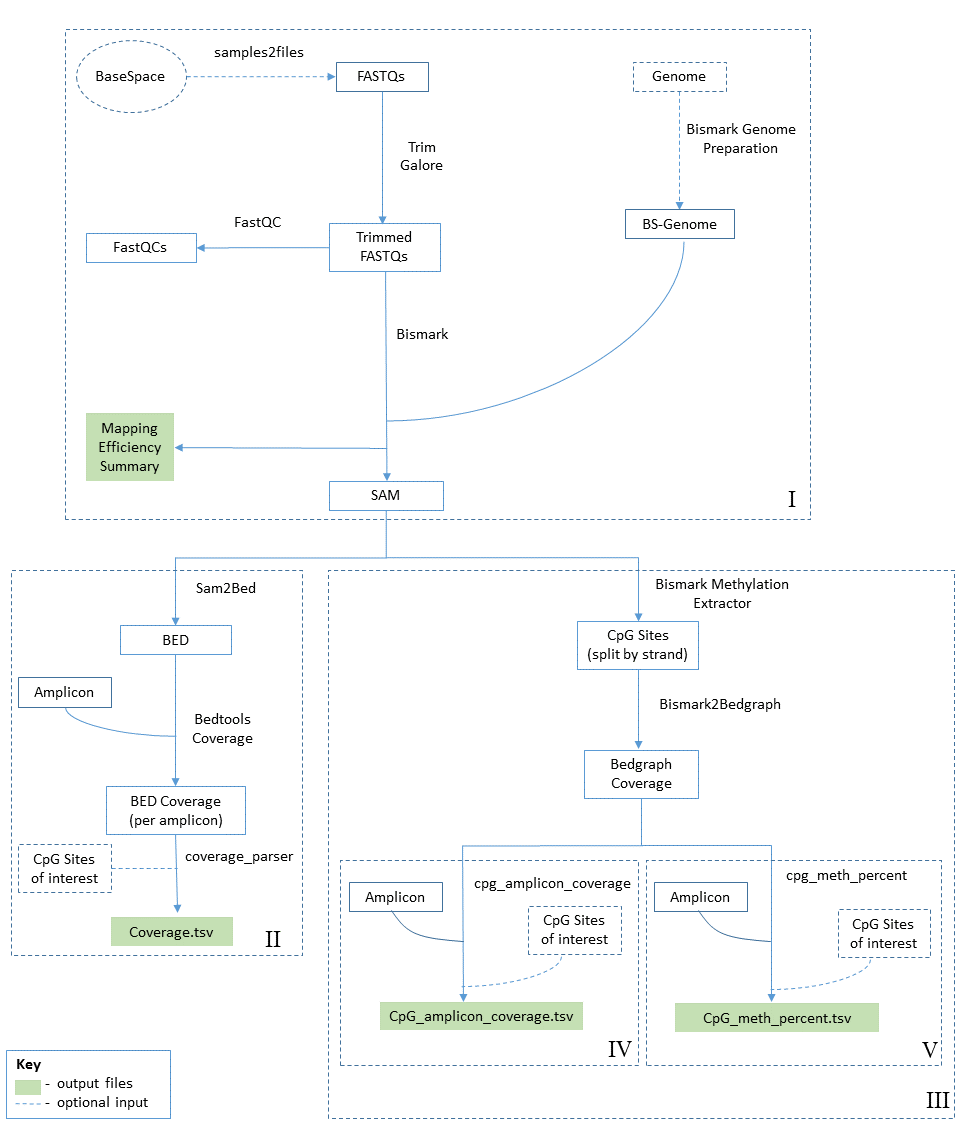 samples2files
BaseSpace
FASTQs
Genome
Trim
Galore
Bismark Genome
Preparation
FastQC
FastQCs
Trimmed
FASTQs
BS-Genome
Bismark
Mapping
Efficiency
Summary
SAM
I
Sam2Bed
BED
Amplicon
Bedtools
Coverage
BED Coverage
(per amplicon)
CpG Sites
of interest
coverage_parser
Coverage.tsv
II
Bismark Methylation
Extractor
CpG Sites
(split by strand)
Bismark2Bedgraph
Bedgraph
Coverage
cpg_amplicon_coverage
Amplicon
CpG Sites
of interest
CpG_amplicon_coverage.tsv
IV
cpg_meth_percent
Amplicon
CpG Sites
of interest
CpG_meth_percent.tsv
V
III
Key
- output files
- optional input